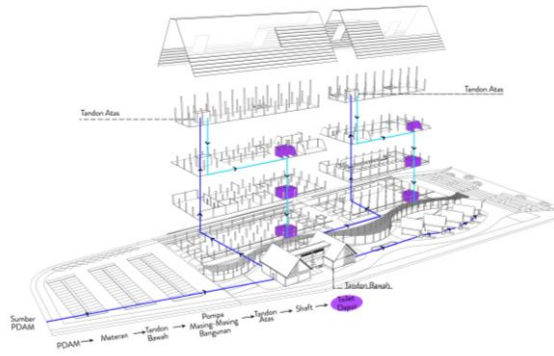 Tandon Atas
Tandon Atas
Tandon Bawah
Sumber
PDAM
PDAM
Meteran
Tandon
Bawah
Pompa
Masing-Masing
Bangunan
Tandon
Atas
Shaft
Toilet
Dapur